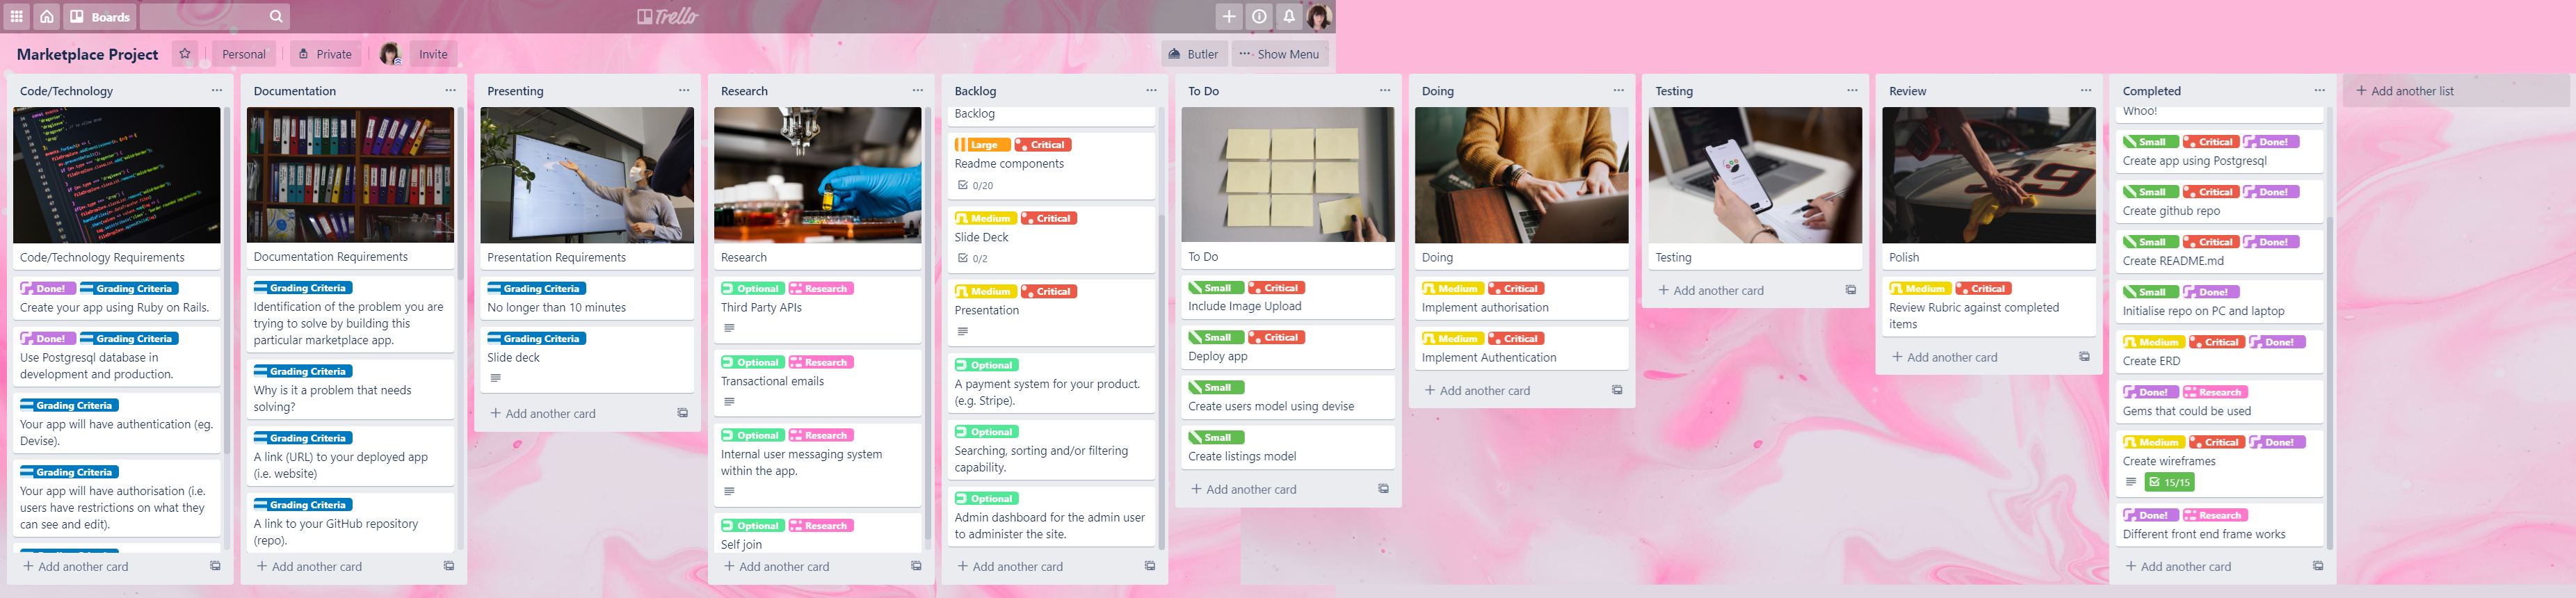 Boards
Trello
Marketplace Project
Personal
Private
Invite
Butler
Show Menu
Code/Technology
Code/Technology Requirements
Done! Grading Criteria
Create your app using Ruby on Rails.
Done! Grading Criteria
Use Postgresql database in
development and production.
Grading Criteria
Your app will have authentication (eg.
Devise).
Grading Criteria
Your app will have authorisation (i.e.
users have restrictions on what they
can see and edit).
+ Add another card
Documentation
Documentation Requirements
Grading Criteria
Identification of the problem you are
trying to solve by building this
particular marketplace app.
Grading Criteria
Why is it a problem that needs
solving?
Grading Criteria
A link (URL) to your deployed app
(i.e. website)
Grading Criteria
A link to your GitHub repository
(repo).
+ Add another card
Presenting
Presentation Requirements
Grading Criteria
No longer than 10 minutes
Grading Criteria
Slide deck
+ Add another card
Research
Research
Optional Research
Third Party APIs
Optional Research
Transactional emails
Optional Research
Internal user messaging system
within the app.
Optional Research
Self join
+ Add another card
Backlog
Backlog
Large Critical
Readme components
0/20
Medium Critical
Slide Deck
0/2
Medium Critical
Presentation
Optional
A payment system for your product.
(e.g. Stripe).
Optional
Searching, sorting and/or filtering
capability.
Optional
Admin dashboard for the admin user
to administer the site.
+ Add another card
To Do
To Do
Small Critical
Include Image Upload
Small Critical
Deploy app
Small
Create users model using devise
Small
Create listings model
+ Add another card
Doing
Doing
Medium Critical
Implement authorisation
Medium Critical
Implement Authentication
+ Add another card
Testing
Testing
+ Add another card
Review
39
Polish
Medium Critical
Review Rubric against completed
items
+ Add another card
Completed
Whoo!
Small Critical Done!
Create app using Postgresql
Small Critical Done!
Create github repo
Small Critical Done!
Create README.md
Small Done!
Initialise repo on PC and laptop
Medium Critical Done!
Create ERD
Done! Research
Gems that could be used
Medium Critical Done!
Create wireframes
15/15
Done! Research
Different front end frame works
+ Add another card
+ Add another list